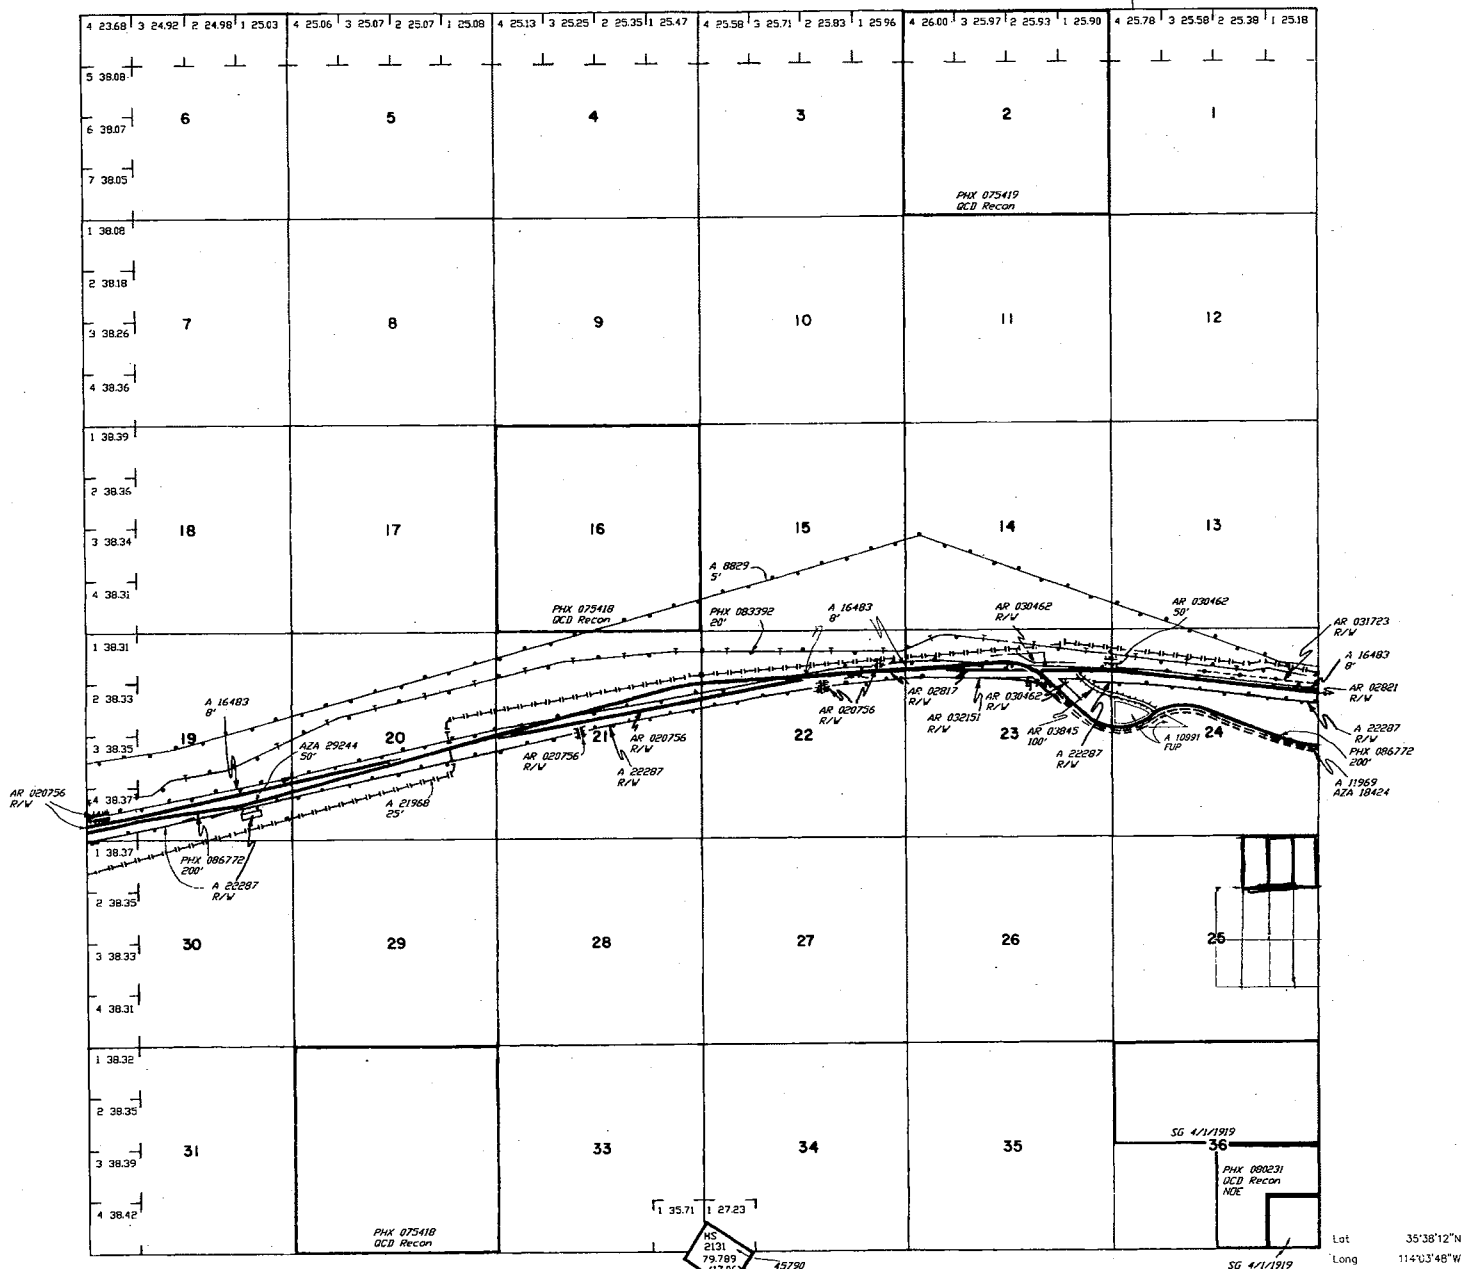 4 23.68 3 24.92 2 24.98 1 25.03 4 25.06 3 25.07 2 25.07 1 25.08 4 25.13 3 25.25 2 25.35 1 25.47 4 25.58 3 25.71 2 25.83 1 25.96 4 26.00 3 25.97 2 25.93 1 25.90 4 25.78 3 25.58 2 25.38 1 25.18
5 38.08
6 38.07
6 5 4 3 2 1
7 38.05
PHX 075419
QCD Recon
1 38.08
2 38.18
3 38.26
7 8 9 10 11 12
4 38.36
1 38.39
2 38.36
18 17 16 15 14 13
3 38.34
4 38.31
A 8829
5'
PHX 075418
QCD Recon
PHX 083392
20'
A 16483
8'
AR 030462
R/W
AR 030462
50'
AR 031723
R/W
1 38.31
A 16483
8'
2 38.33
AR 02821
R/W
A 16483
8'
AR 020756
R/W
AR 02817
R/W
AR 030462
AR 032151
R/W
3 38.35
19 20 21 22 23 24
AZA 29244
50'
AR 020756
R/W
AR 020756
R/W
A 22287
R/W
AR 03845
100'
A 22287
R/W
A 10891
FUP
A 22287
R/W
PHX 086772
200'
A 11969
AZA 18424
AR 020756
R/W
4 38.37
A 21968
25'
1 38.37
PHX 086772
200'
A 22287
R/W
2 38.35
30 29 28 27 26 25
3 38.33
4 38.31
1 38.32
2 38.35
SG 4/1/1919
31 33 34 35 36
3 38.39
PHX 080231
QCD Recon
NOE
4 38.42
1 35.71 1 27.23
PHX 075418
QCD Recon
HS
2131
79.789
45790
SG 4/1/1919
Lat 35°38'12"N
Long 114°03'48"W